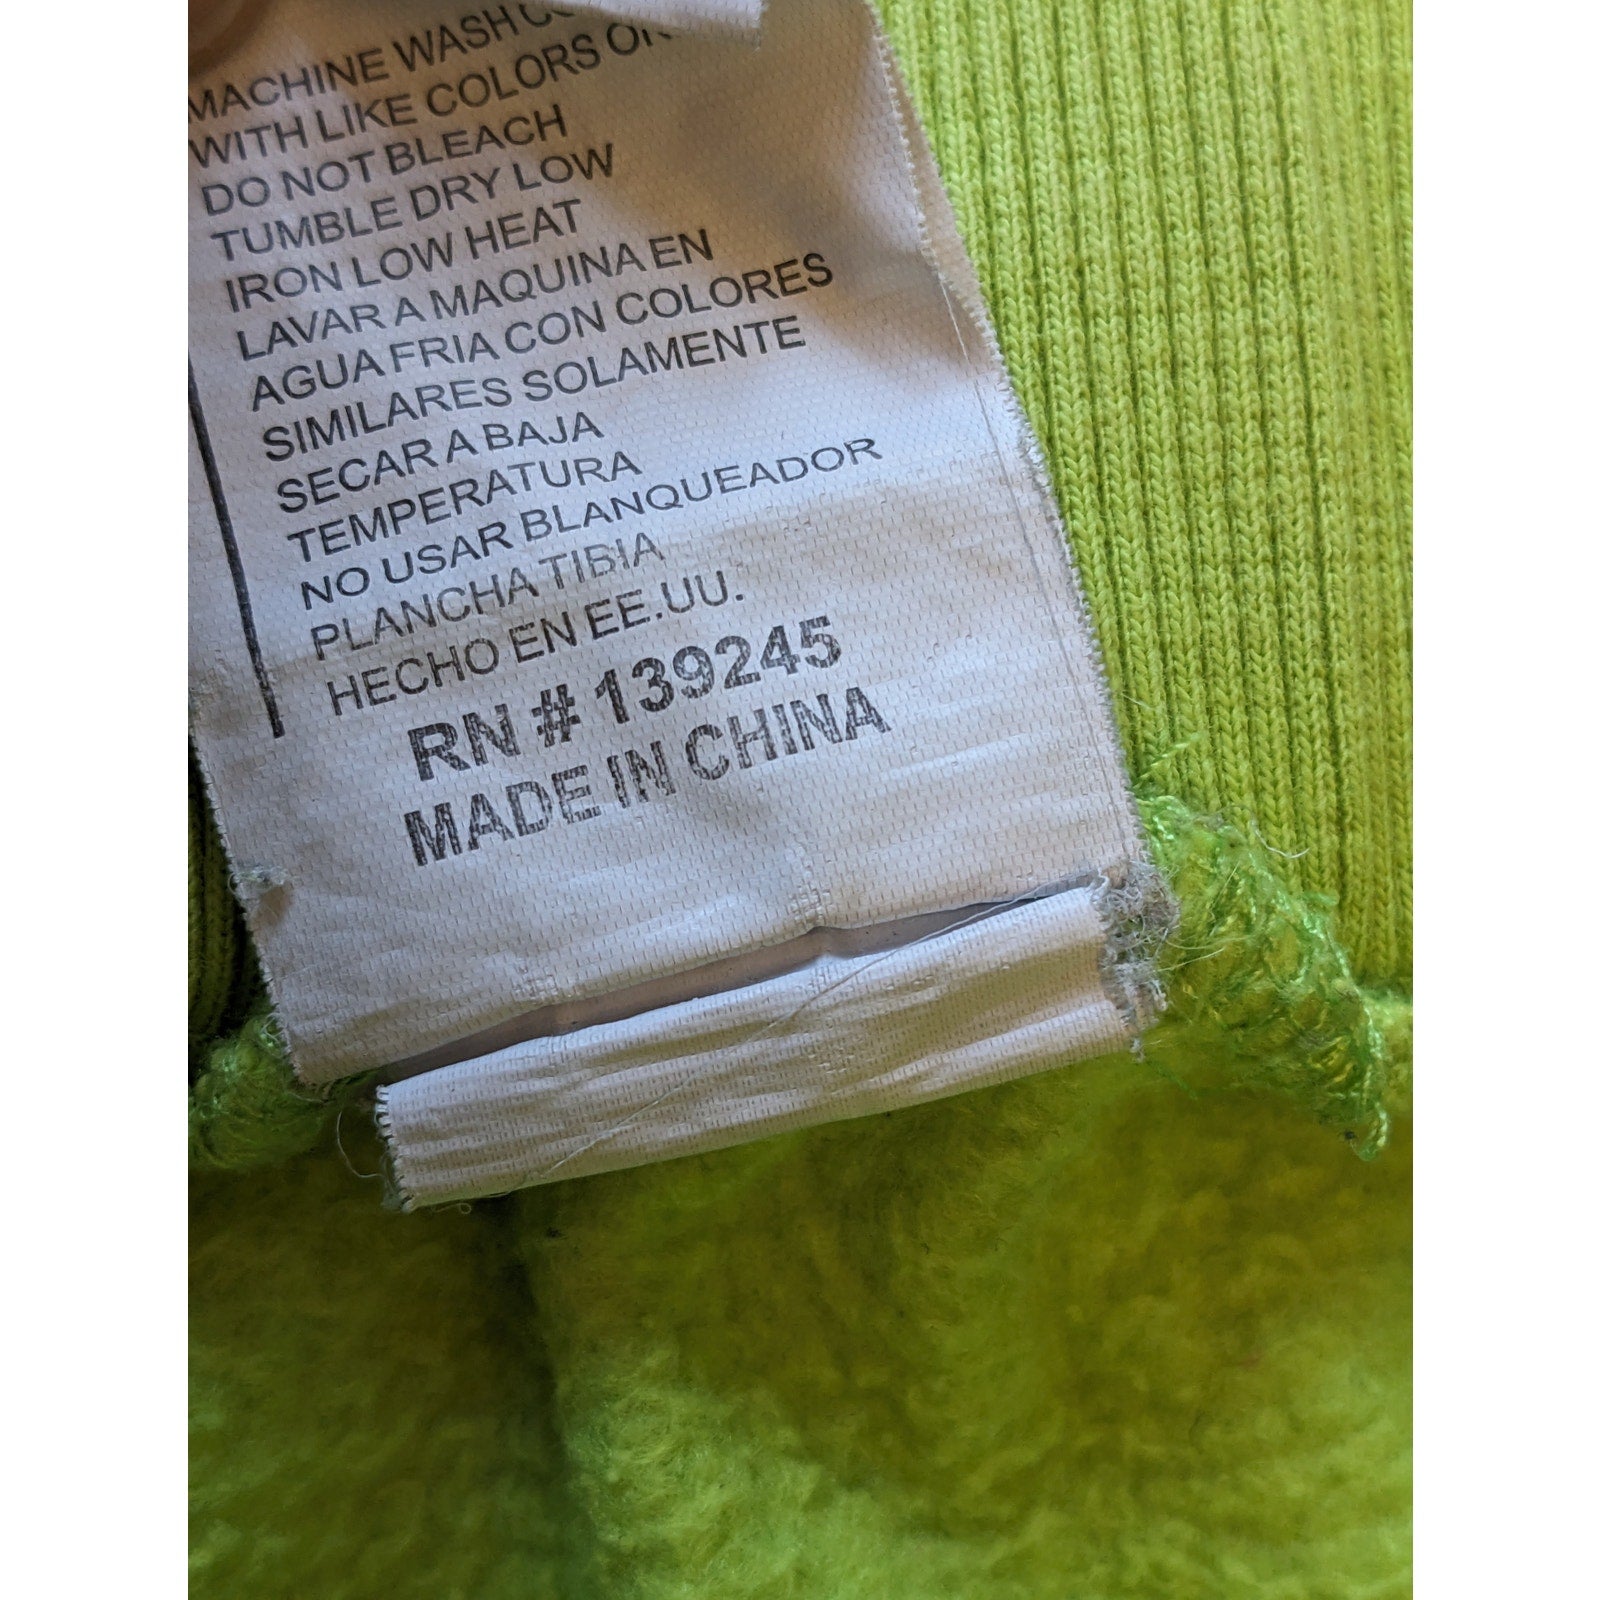 MACHINE WASH
WITH LIKE COLORS
DO NOT BLEACH
TUMBLE DRY LOW
IRON LOW HEAT
LAVAR A MAQUINA EN
AGUA FRIA CON COLORES
SIMILARES SOLAMENTE
SECAR A BAJA
TEMPERATURA
NO USAR BLANQUEADOR
PLANCHA TIBIA
HECHO EN EE.UU.
RN # 139245
MADE IN CHINA